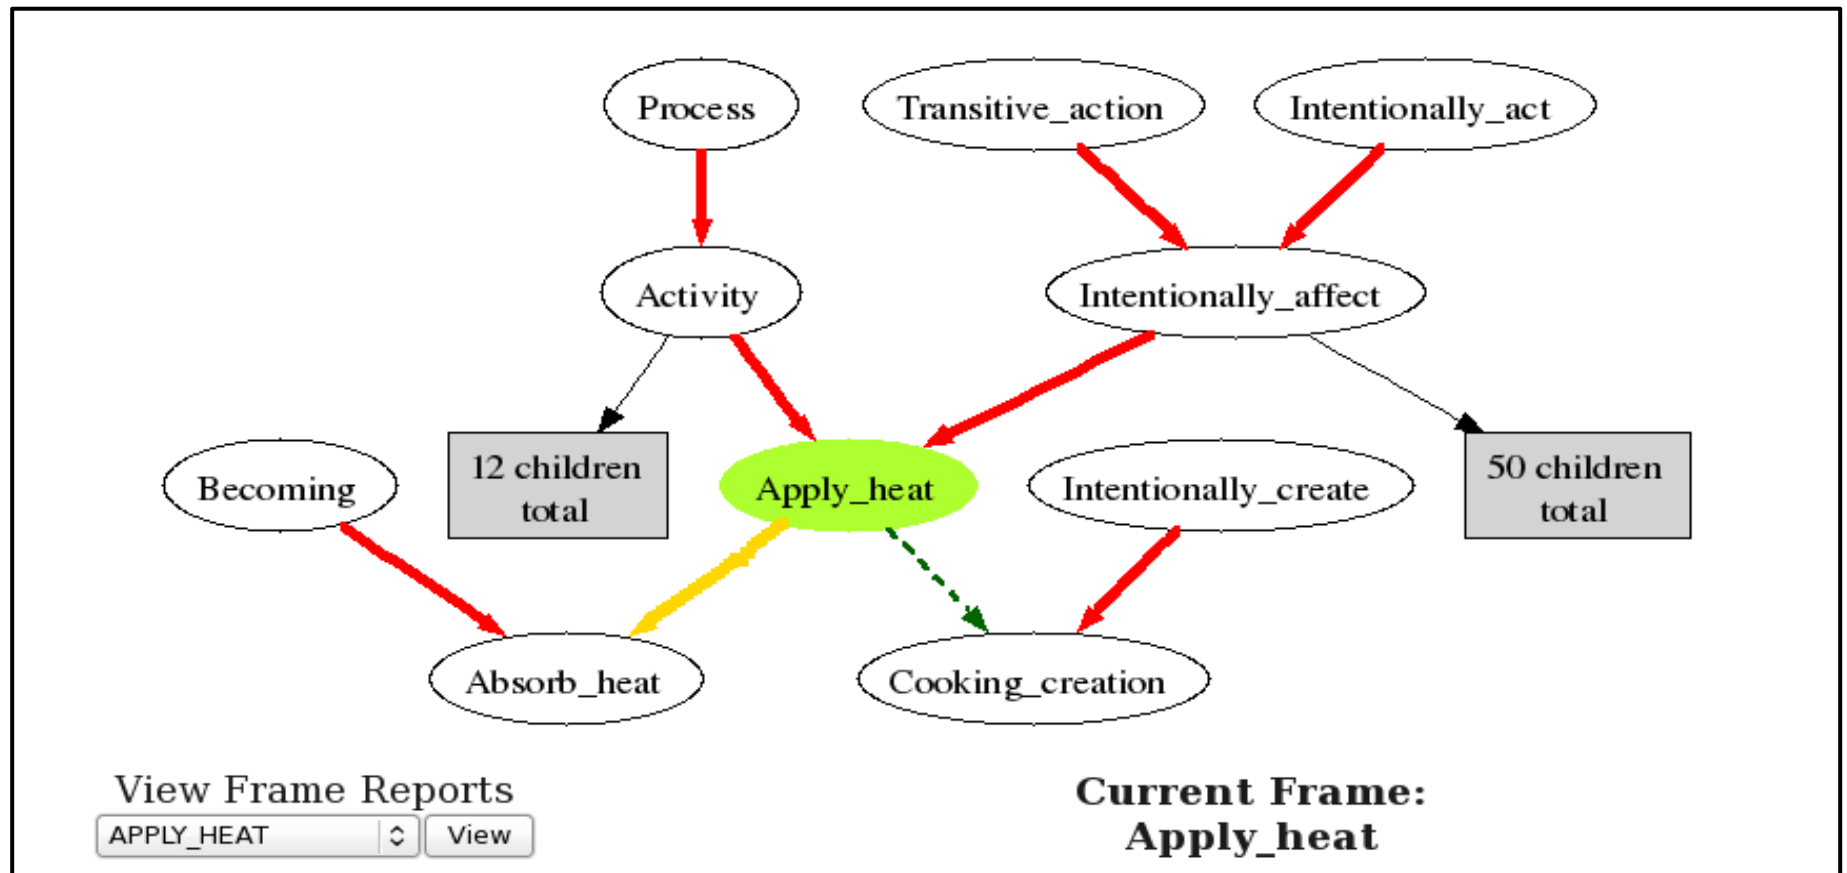 Process
Transitive_action
Intentionally_act
Activity
Intentionally_affect
Becoming
12 children
total
Apply_heat
Intentionally_create
50 children
total
Absorb_heat
Cooking_creation
View Frame Reports
APPLY_HEAT
View
Current Frame:
Apply_heat